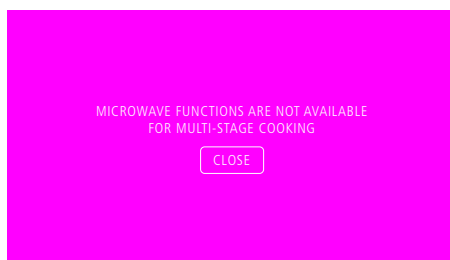 MICROWAVE FUNCTIONS ARE NOT AVAILABLE
FOR MULTI-STAGE COOKING
CLOSE